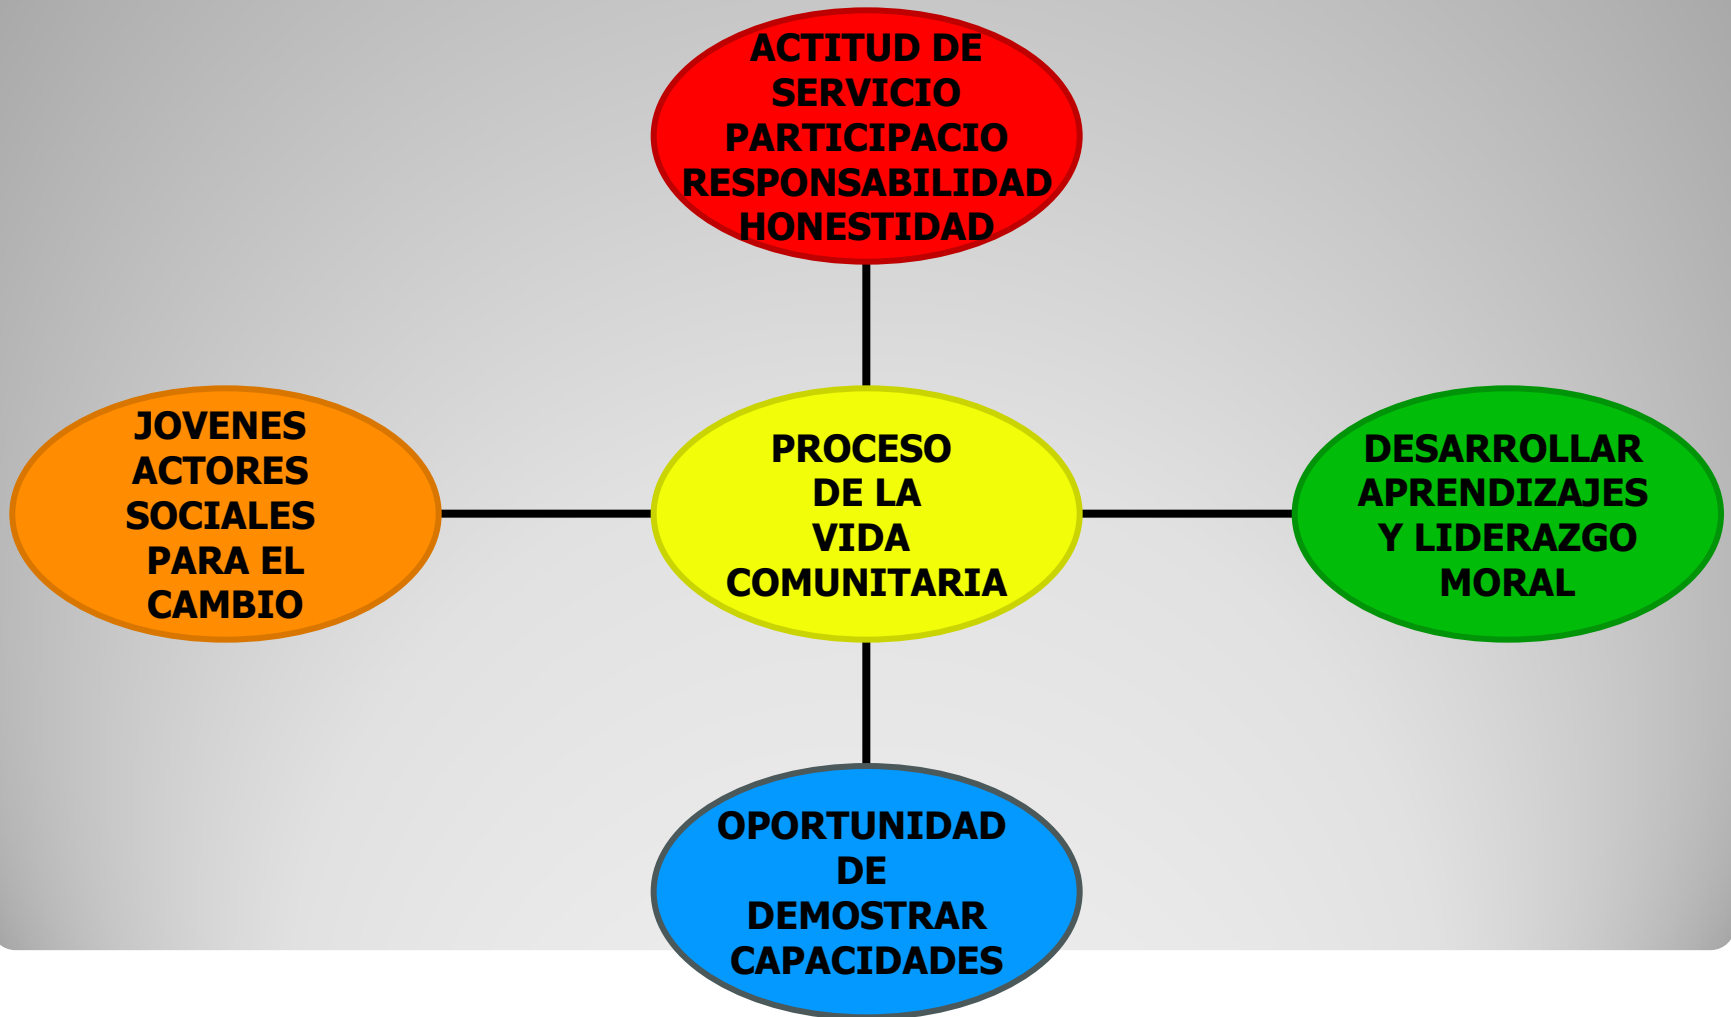 ACTITUD DE
SERVICIO
PARTICIPACIO
RESPONSABILIDAD
HONESTIDAD
JOVENES
ACTORES
SOCIALES
PARA EL
CAMBIO
PROCESO
DE LA
VIDA
COMUNITARIA
DESARROLLAR
APRENDIZAJES
Y LIDERAZGO
MORAL
OPORTUNIDAD
DE
DEMOSTRAR
CAPACIDADES